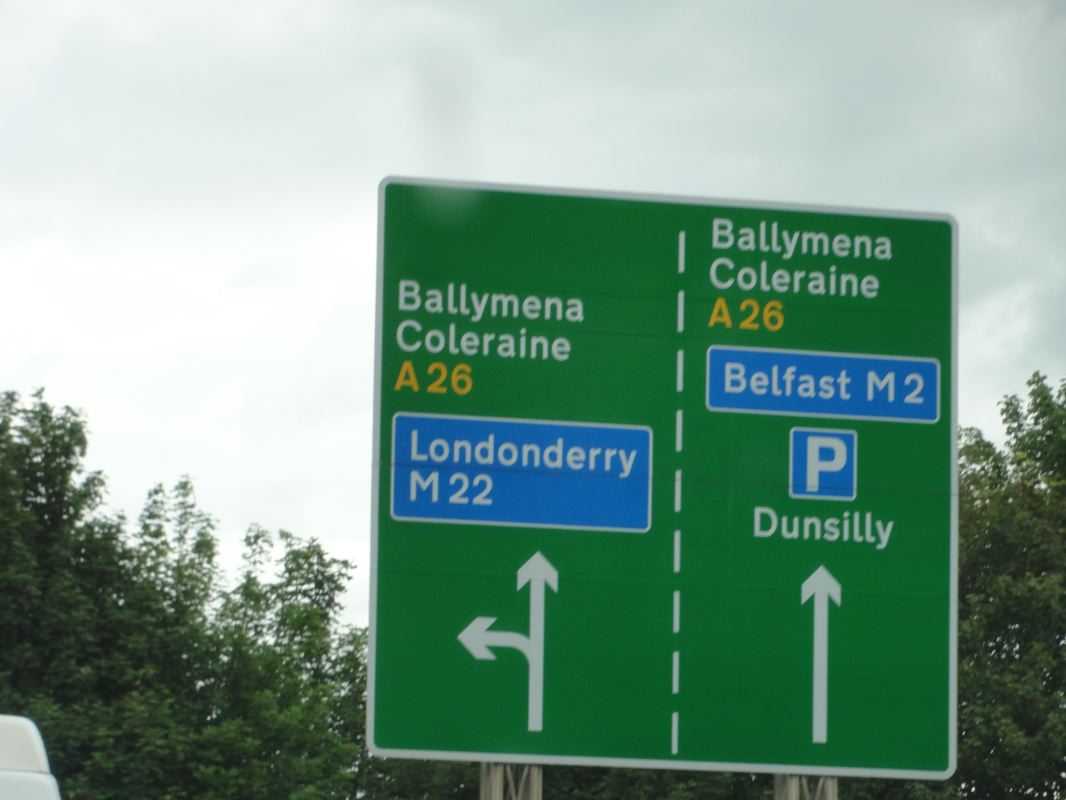 Ballymena
Coleraine
A26
Londonderry
M22
Ballymena
Coleraine
A26
Belfast M2
P
Dunsilly